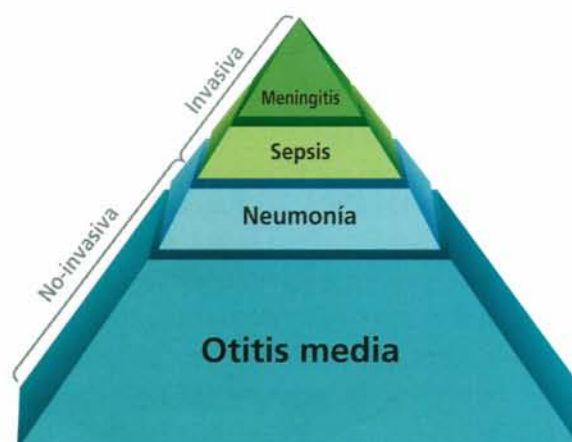 Invasiva
Meningitis
Sepsis
No-invasiva
Neumonía
Otitis media